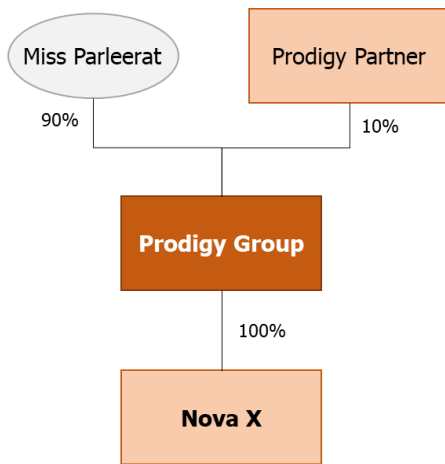 Miss Parleerat
Prodigy Partner
90%
10%
Prodigy Group
100%
Nova X